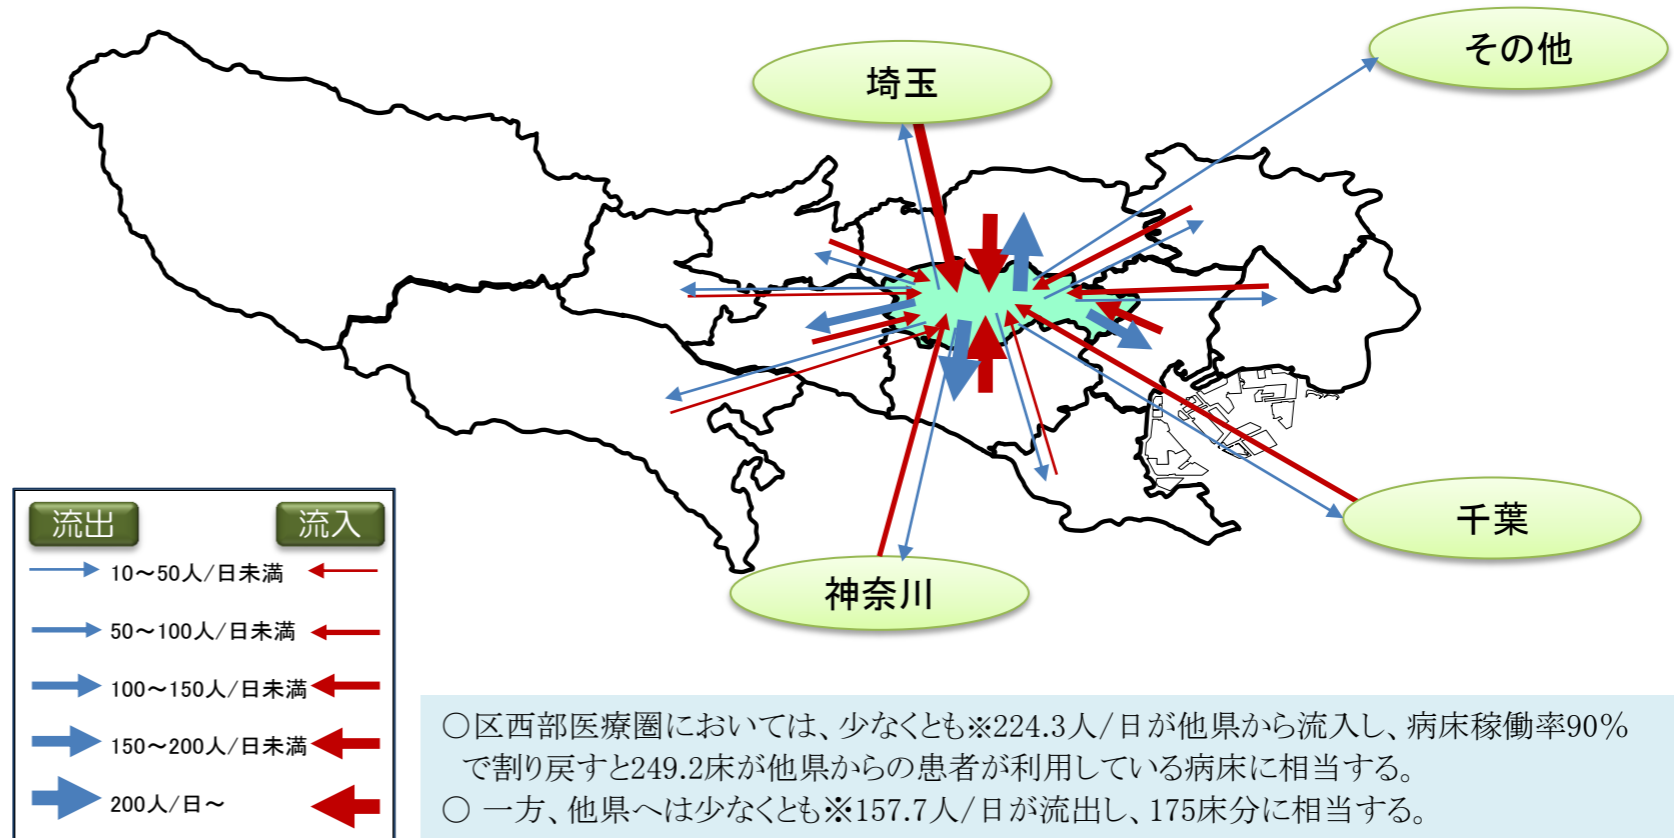 その他
埼玉
千葉
神奈川
流出 流入
10～50人/日未満
50～100人/日未満
100～150人/日未満
150～200人/日未満
200人/日～
○区西部医療圏においては、少なくとも※224.3人/日が他県から流入し、病床稼働率90%
で割り戻すと249.2床が他県からの患者が利用している病床に相当する。
○ 一方、他県へは少なくとも※157.7人/日が流出し、175床分に相当する。